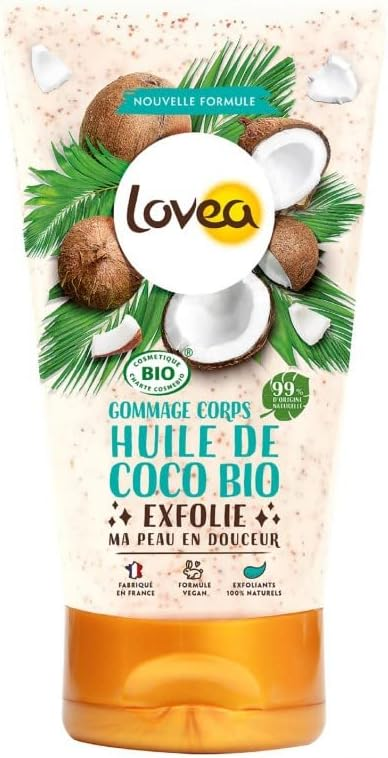 NOUVELLE FORMULE
Lovea
COSMETIQUE
BIO
CHARTE COSMEBIO
®
99%
D'ORIGINE
NATURELLE
GOMMAGE CORPS
HUILE DE
COCO BIO
EXFOLIE
MA PEAU EN DOUCEUR
FABRIQUÉ
EN FRANCE
FORMULE
VEGAN
EXFOLIANTS
100% NATURELS